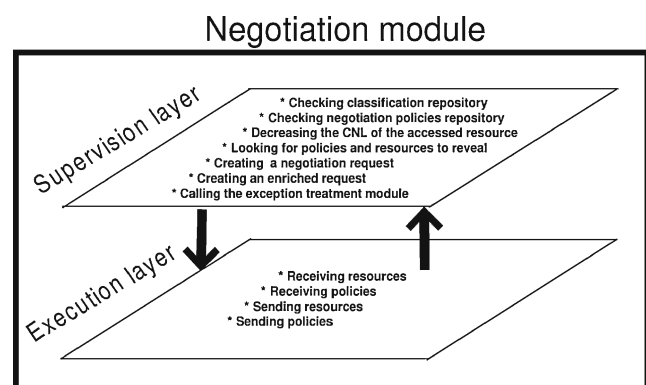 Negotiation module
Supervision layer
* Checking classification repository
* Checking negotiation policies repository
* Decreasing the CNL of the accessed resource
* Looking for policies and resources to reveal
* Creating a negotiation request
* Creating an enriched request
* Calling the exception treatment module
Execution layer
* Receiving resources
* Receiving policies
* Sending resources
* Sending policies